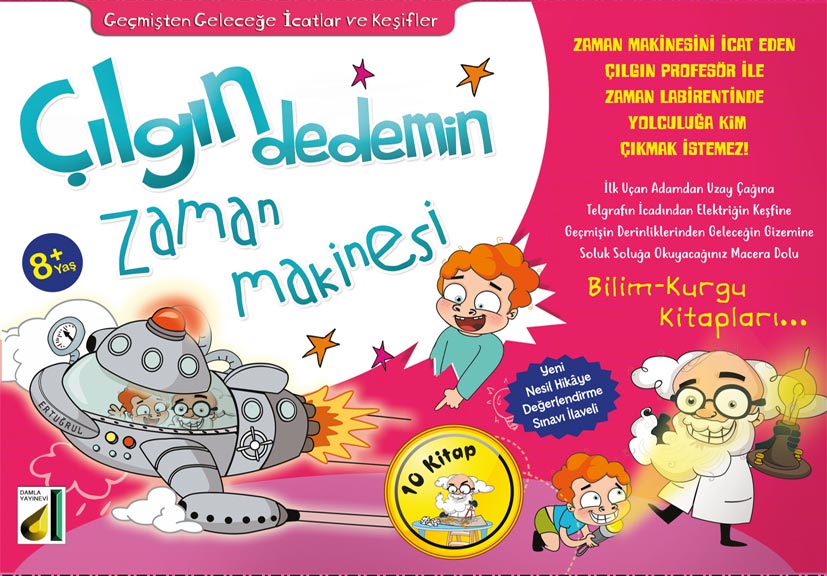 Geçmişten Geleceğe İcatlar ve Keşifler
Çılgın dedemin
zaman
makinesi
8+
Yaş
ZAMAN MAKİNESİNİ İCAT EDEN
ÇILGIN PROFESÖR İLE
ZAMAN LABİRENTİNDE
YOLCULUĞA KİM
ÇIKMAK İSTEMEZ!
İlk Uçan Adamdan Uzay Çağına
Telgrafın İcadından Elektriğin Keşfine
Geçmişin Derinliklerinden Geleceğin Gizemine
Soluk Soluğa Okuyacağınız Macera Dolu
Bilim-Kurgu
Kitapları...
Yeni
Nesil Hikâye
Değerlendirme
Sınavı İlaveli
ERTUĞRUL
10 Kitap
DAMLA
YAYINEVİ